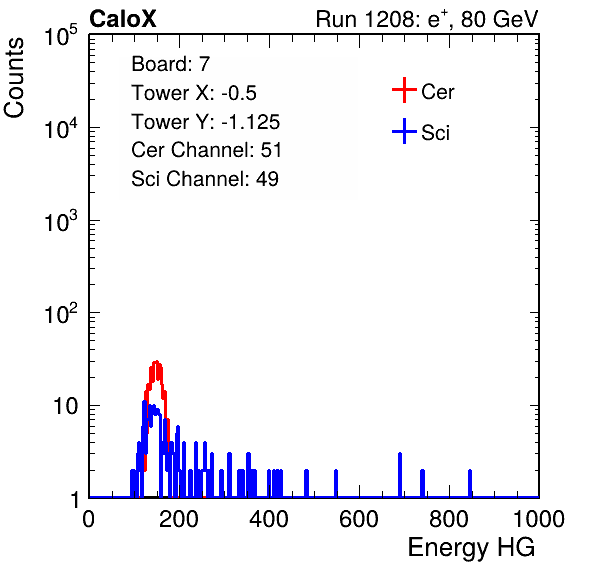 CaloX Run 1208: e⁺, 80 GeV
Counts
10⁵
10⁴
10³
10²
10
1
Board: 7
Tower X: -0.5
Tower Y: -1.125
Cer Channel: 51
Sci Channel: 49
Cer
Sci
0 200 400 600 800 1000
Energy HG